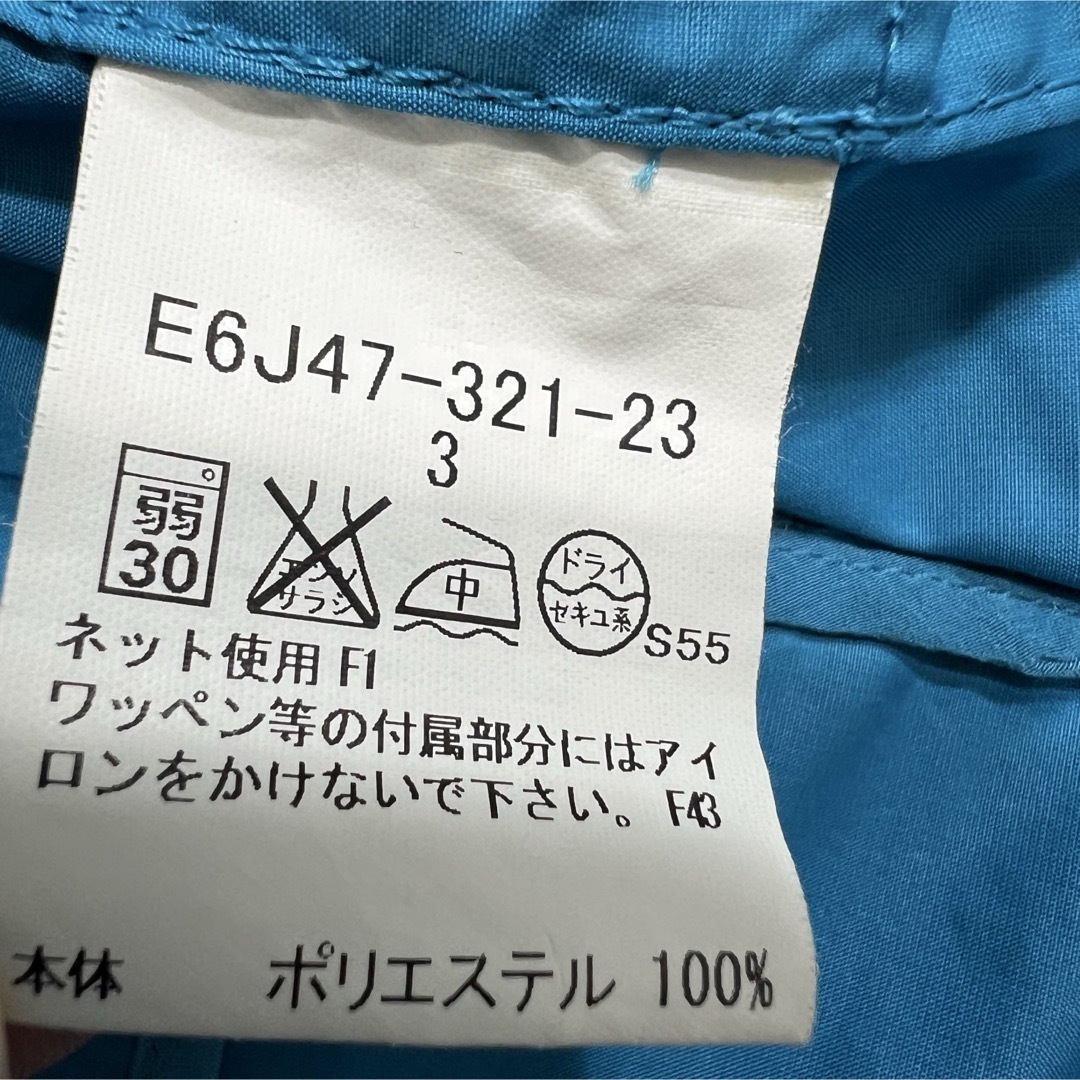 E6J47-321-23
3
弱
30
エンソ
サラシ
中
ドライ
セキユ系
S55
ネット使用 F1
ワッペン等の付属部分にはアイ
ロンをかけないで下さい。 F43
本体 ポリエステル 100%